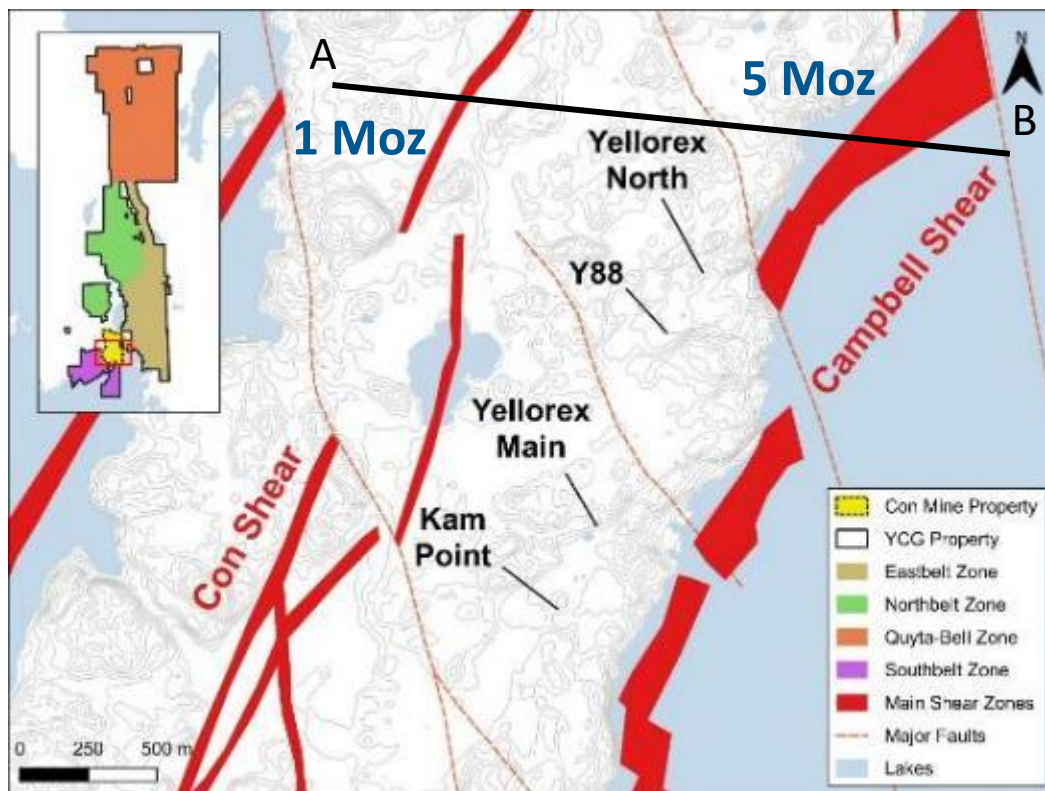 A
5 Moz
N
B
1 Moz
Yellorex
North
Y88
Campbell Shear
Yellorex
Main
Con Shear
Kam
Point
Con Mine Property
YCG Property
Eastbelt Zone
Northbelt Zone
Quyta-Bell Zone
Southbelt Zone
Main Shear Zones
Major Faults
Lakes
0 250 500 m